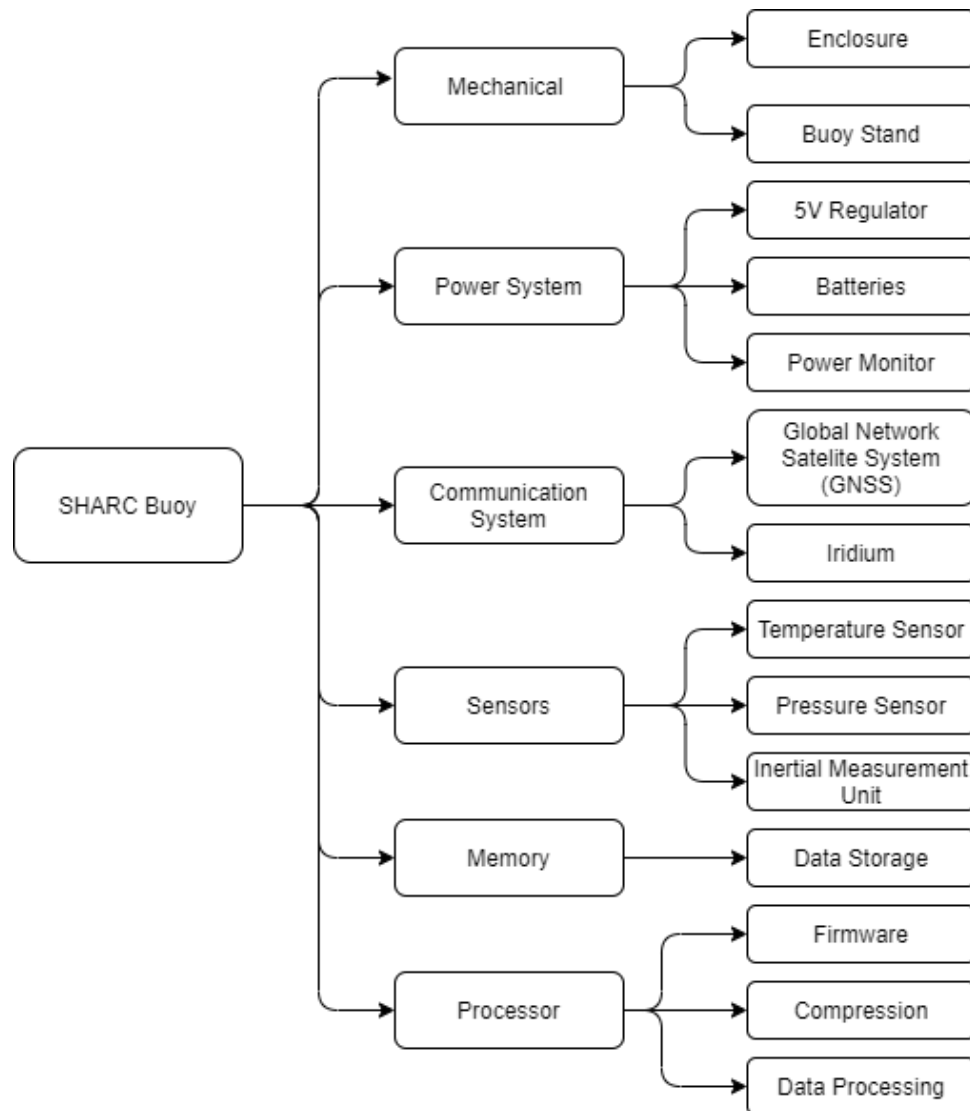 Enclosure
Mechanical
Buoy Stand
5V Regulator
Power System
Batteries
Power Monitor
Global Network
Satelite System
(GNSS)
Communication
System
SHARC Buoy
Iridium
Temperature Sensor
Sensors
Pressure Sensor
Inertial Measurement
Unit
Memory
Data Storage
Firmware
Processor
Compression
Data Processing